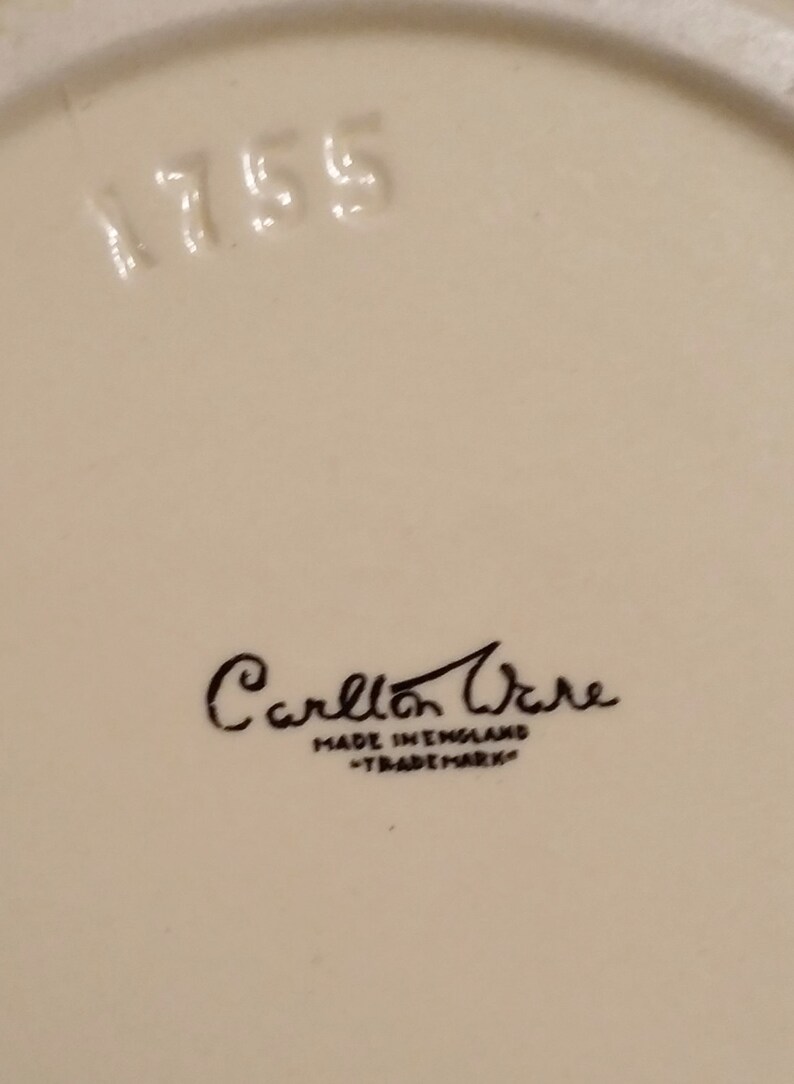 1755
Carlton Ware
MADE IN ENGLAND
"TRADEMARK"